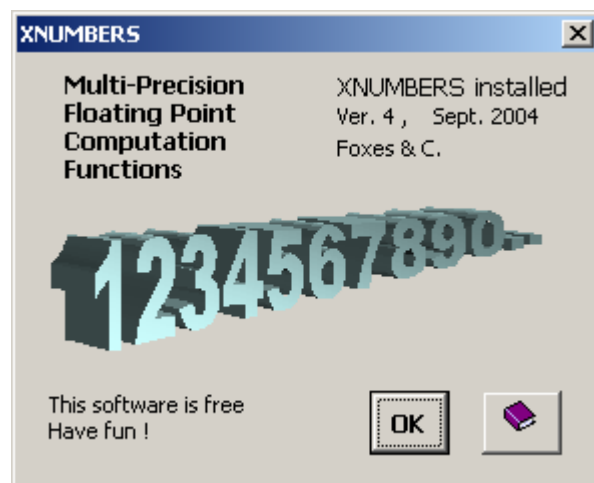 XNUMBERS
Multi-Precision
Floating Point
Computation
Functions
XNUMBERS installed
Ver. 4 , Sept. 2004
Foxes & C.
1234567890...
This software is free
Have fun !
OK